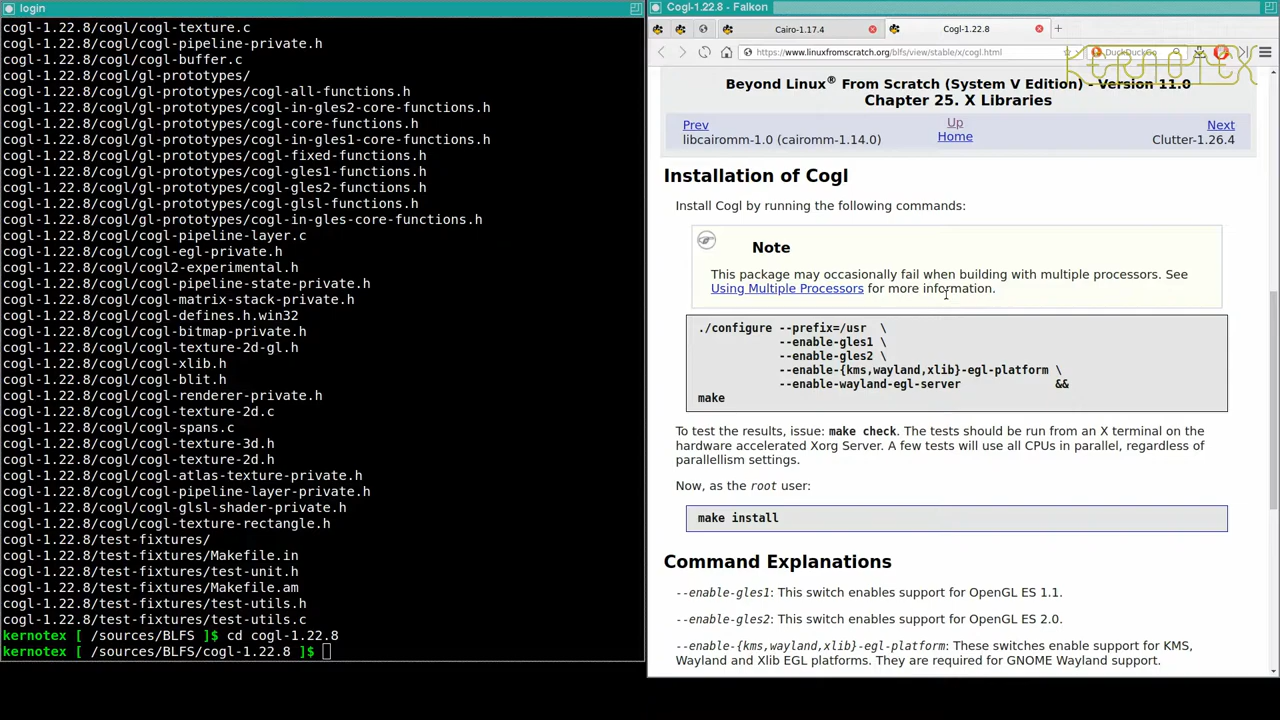 login
cogl-1.22.8/cogl/cogl-texture.c
cogl-1.22.8/cogl/cogl-pipeline-private.h
cogl-1.22.8/cogl/cogl-buffer.c
cogl-1.22.8/cogl/gl-prototypes/
cogl-1.22.8/cogl/gl-prototypes/cogl-all-functions.h
cogl-1.22.8/cogl/gl-prototypes/cogl-in-gles2-core-functions.h
cogl-1.22.8/cogl/gl-prototypes/cogl-core-functions.h
cogl-1.22.8/cogl/gl-prototypes/cogl-in-gles1-core-functions.h
cogl-1.22.8/cogl/gl-prototypes/cogl-fixed-functions.h
cogl-1.22.8/cogl/gl-prototypes/cogl-gles1-functions.h
cogl-1.22.8/cogl/gl-prototypes/cogl-gles2-functions.h
cogl-1.22.8/cogl/gl-prototypes/cogl-glsl-functions.h
cogl-1.22.8/cogl/gl-prototypes/cogl-in-gles-core-functions.h
cogl-1.22.8/cogl/cogl-pipeline-layer.c
cogl-1.22.8/cogl/cogl-egl-private.h
cogl-1.22.8/cogl/cogl2-experimental.h
cogl-1.22.8/cogl/cogl-pipeline-state-private.h
cogl-1.22.8/cogl/cogl-matrix-stack-private.h
cogl-1.22.8/cogl/cogl-defines.h.win32
cogl-1.22.8/cogl/cogl-bitmap-private.h
cogl-1.22.8/cogl/cogl-texture-2d-gl.h
cogl-1.22.8/cogl/cogl-xlib.h
cogl-1.22.8/cogl/cogl-blit.h
cogl-1.22.8/cogl/cogl-renderer-private.h
cogl-1.22.8/cogl/cogl-texture-2d.c
cogl-1.22.8/cogl/cogl-spans.c
cogl-1.22.8/cogl/cogl-texture-3d.h
cogl-1.22.8/cogl/cogl-texture-2d.h
cogl-1.22.8/cogl/cogl-atlas-texture-private.h
cogl-1.22.8/cogl/cogl-pipeline-layer-private.h
cogl-1.22.8/cogl/cogl-glsl-shader-private.h
cogl-1.22.8/cogl/cogl-texture-rectangle.h
cogl-1.22.8/test-fixtures/
cogl-1.22.8/test-fixtures/Makefile.in
cogl-1.22.8/test-fixtures/test-unit.h
cogl-1.22.8/test-fixtures/Makefile.am
cogl-1.22.8/test-fixtures/test-utils.h
cogl-1.22.8/test-fixtures/test-utils.c
kernotex [ /sources/BLFS ]$ cd cogl-1.22.8
kernotex [ /sources/BLFS/cogl-1.22.8 ]$
Cogl-1.22.8 - Falkon
Cairo-1.17.4
Cogl-1.22.8
https://www.linuxfromscratch.org/blfs/view/stable/x/cogl.html
DuckDuckGo
KERNOTEX
Beyond Linux® From Scratch (System V Edition) - Version 11.0
Chapter 25. X Libraries
Prev
Up
Next
libcairomm-1.0 (cairomm-1.14.0)
Home
Clutter-1.26.4
Installation of Cogl
Install Cogl by running the following commands:
Note
This package may occasionally fail when building with multiple processors. See
Using Multiple Processors for more information.
./configure --prefix=/usr \
--enable-gles1 \
--enable-gles2 \
--enable-{kms,wayland,xlib}-egl-platform \
--enable-wayland-egl-server &&
make
To test the results, issue: make check. The tests should be run from an X terminal on the
hardware accelerated Xorg Server. A few tests will use all CPUs in parallel, regardless of
parallellism settings.
Now, as the root user:
make install
Command Explanations
--enable-gles1: This switch enables support for OpenGL ES 1.1.
--enable-gles2: This switch enables support for OpenGL ES 2.0.
--enable-{kms,wayland,xlib}-egl-platform: These switches enable support for KMS,
Wayland and Xlib EGL platforms. They are required for GNOME Wayland support.